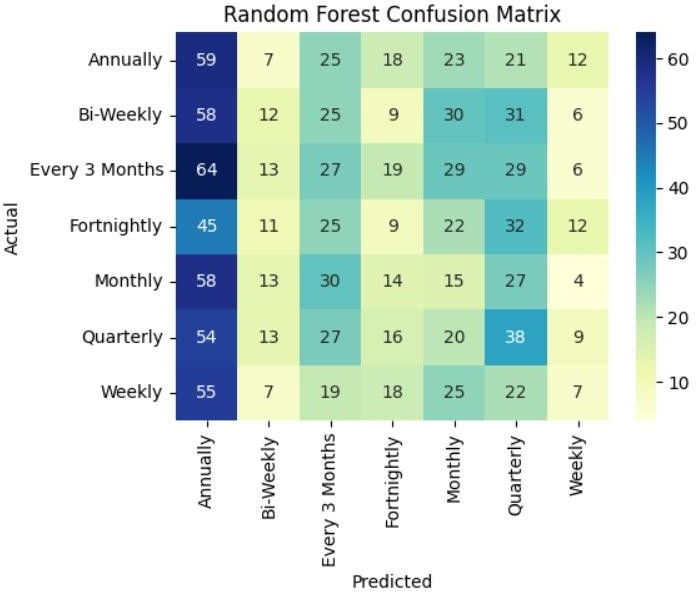 Random Forest Confusion Matrix
Actual
Annually 59 7 25 18 23 21 12
Bi-Weekly 58 12 25 9 30 31 6
Every 3 Months 64 13 27 19 29 29 6
Fortnightly 45 11 25 9 22 32 12
Monthly 58 13 30 14 15 27 4
Quarterly 54 13 27 16 20 38 9
Weekly 55 7 19 18 25 22 7
Annually Bi-Weekly Every 3 Months Fortnightly Monthly Quarterly Weekly
Predicted
60
50
40
30
20
10